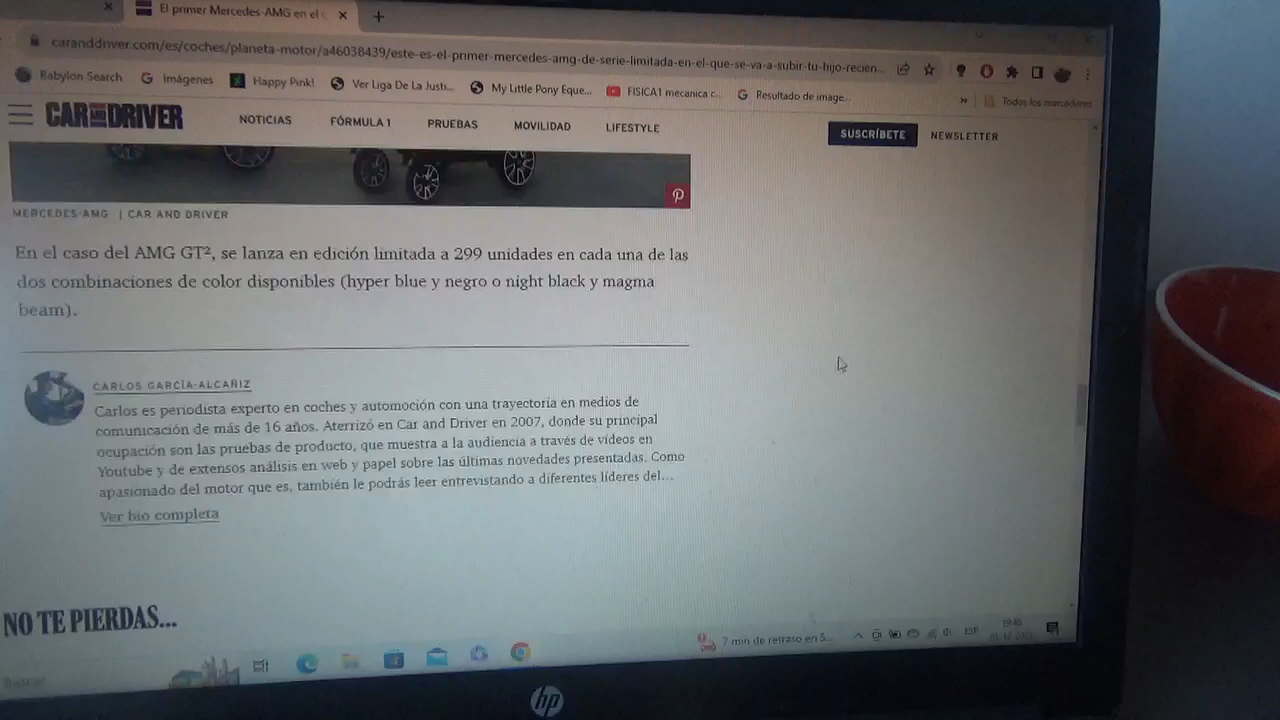 El primer Mercedes-AMG en el
caranddriver.com/es/coches/planeta-motor/a46038439/este-es-el-primer-mercedes-amg-de-serie-limitada-en-el-que-se-va-a-subir-tu-hijo-recien...
Babylon Search Imágenes Happy Pink! Ver Liga De La Justi... My Little Pony Eque... FISICA1 mecanica c... Resultado de image...
» Todos los marcadores
CAR AND DRIVER NOTICIAS FÓRMULA 1 PRUEBAS MOVILIDAD LIFESTYLE SUSCRÍBETE NEWSLETTER
MERCEDES-AMG | CAR AND DRIVER
En el caso del AMG GT², se lanza en edición limitada a 299 unidades en cada una de las
dos combinaciones de color disponibles (hyper blue y negro o night black y magma
beam).
CARLOS GARCÍA-ALCAÑIZ
Carlos es periodista experto en coches y automoción con una trayectoria en medios de
comunicación de más de 16 años. Aterrizó en Car and Driver en 2007, donde su principal
ocupación son las pruebas de producto, que muestra a la audiencia a través de vídeos en
Youtube y de extensos análisis en web y papel sobre las últimas novedades presentadas. Como
apasionado del motor que es, también le podrás leer entrevistando a diferentes líderes del...
Ver bio completa
NO TE PIERDAS...
Buscar
7 min de retraso en S...
ESP
19:46
hp